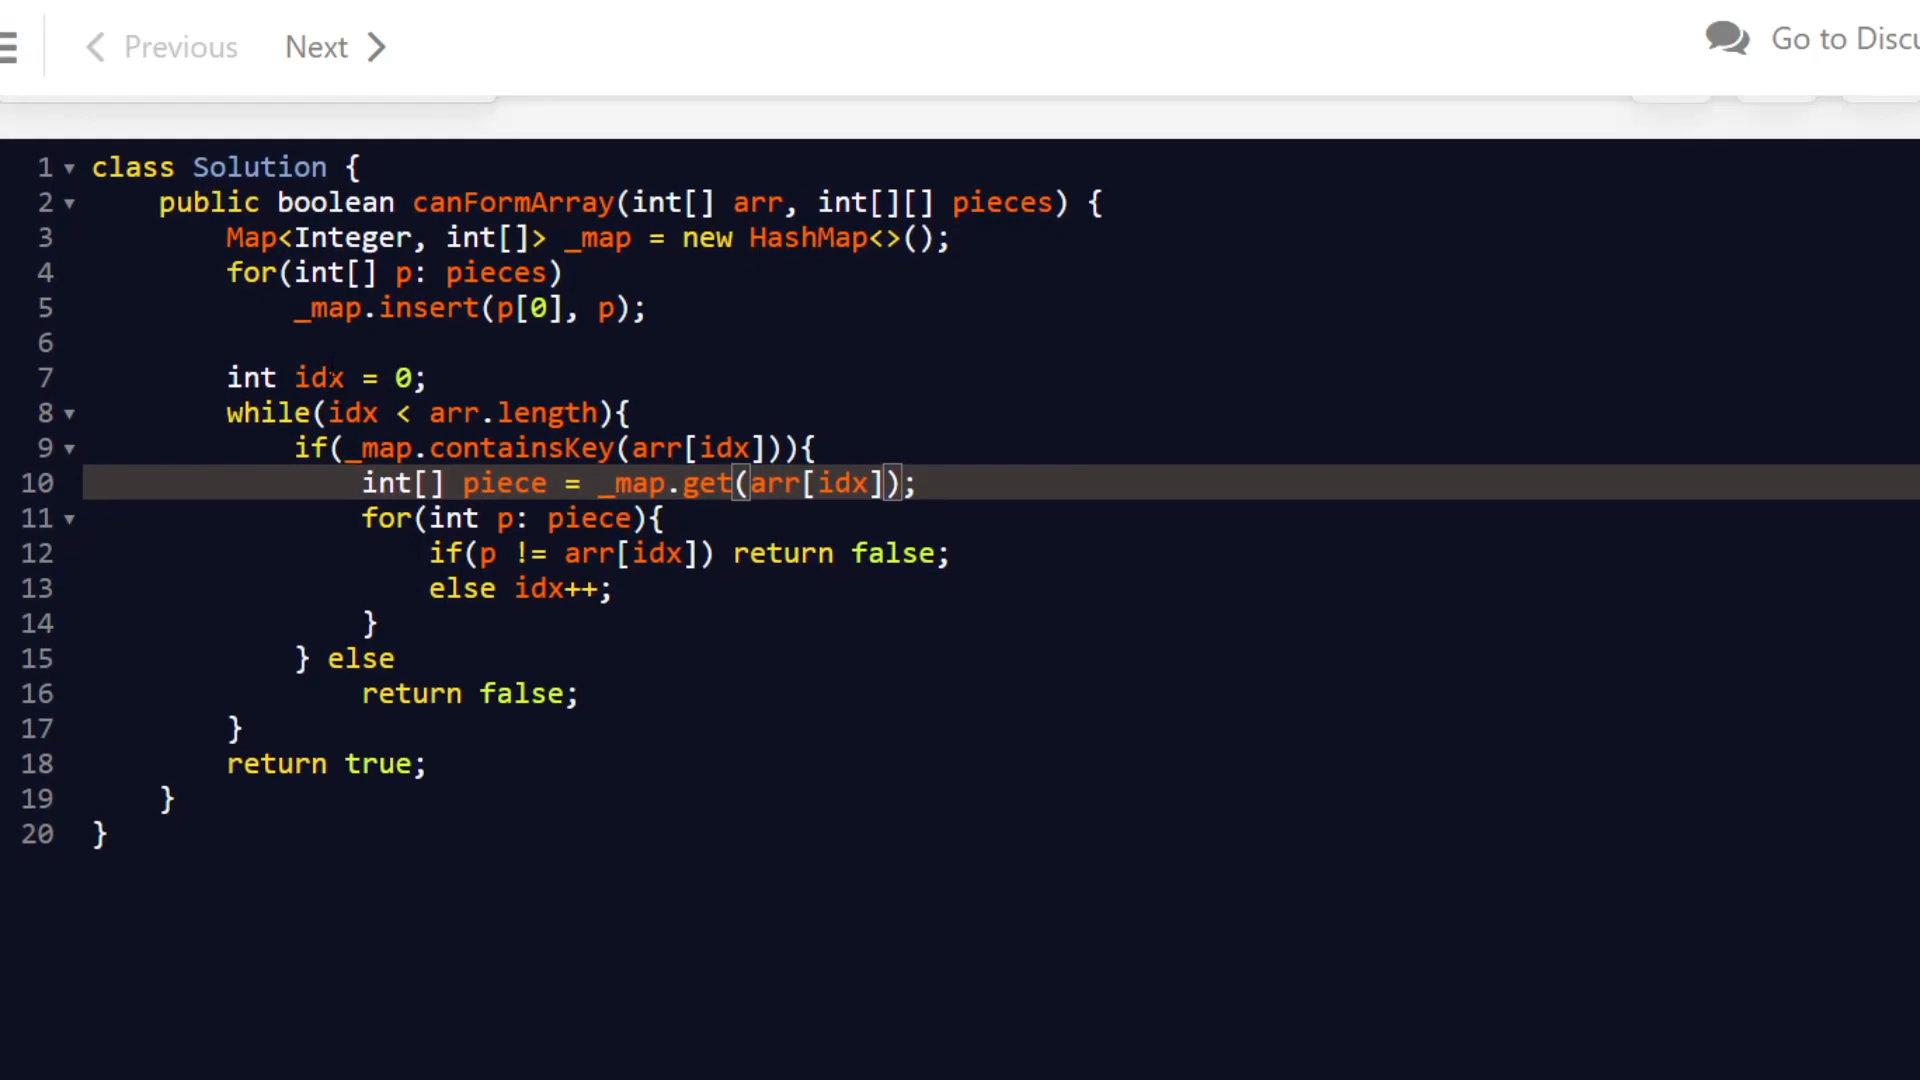 Previous Next Go to Discu
1 class Solution {
2 public boolean canFormArray(int[] arr, int[][] pieces) {
3 Map<Integer, int[]> _map = new HashMap<>();
4 for(int[] p: pieces)
5 _map.insert(p[0], p);
6
7 int idx = 0;
8 while(idx < arr.length){
9 if(_map.containsKey(arr[idx])){
10 int[] piece = _map.get(arr[idx]);
11 for(int p: piece){
12 if(p != arr[idx]) return false;
13 else idx++;
14 }
15 } else
16 return false;
17 }
18 return true;
19 }
20 }